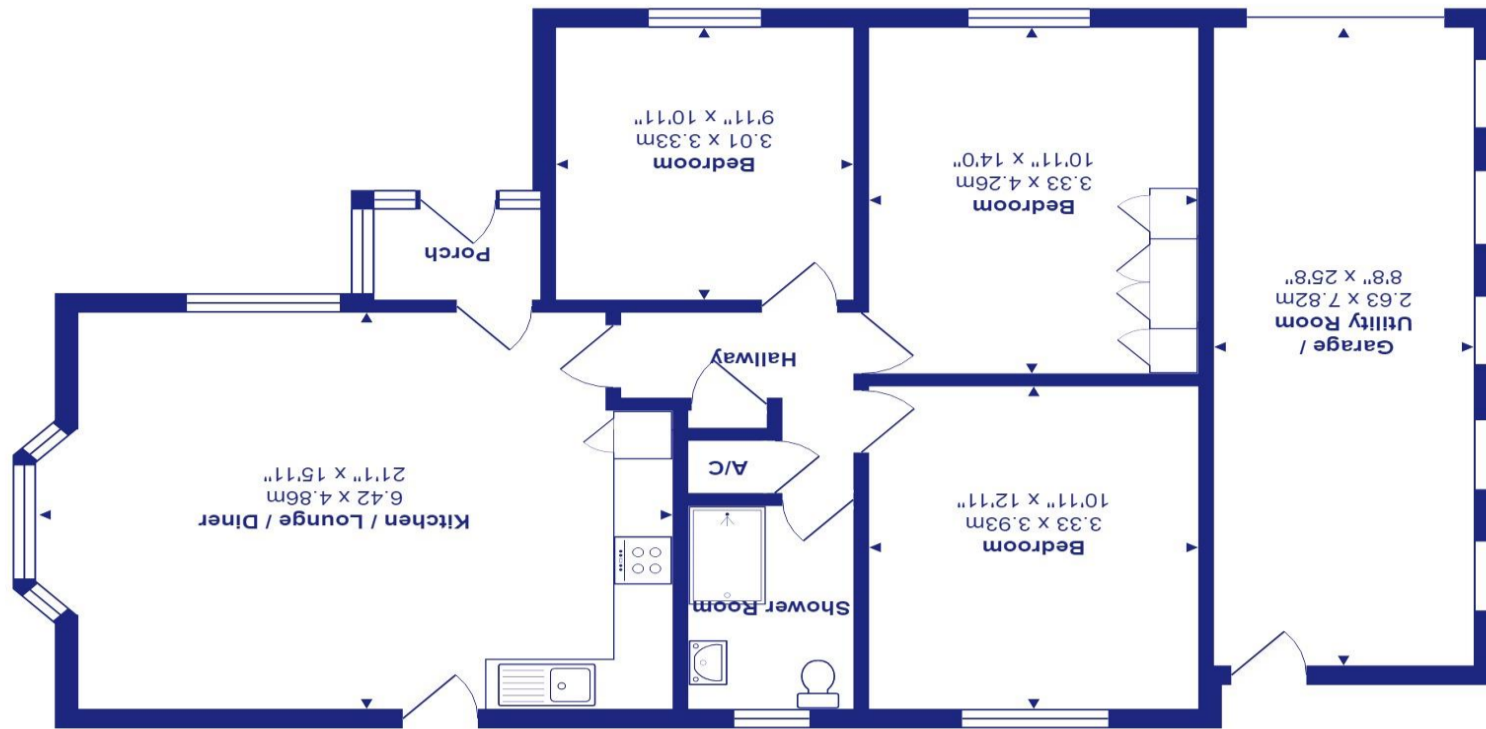 Shower Room
Bedroom
3.33 x 3.93m
10'11" x 12'11"
Kitchen / Lounge / Diner
6.42 x 4.86m
21'1" x 15'11"
A/C
Hallway
Garage /
Utility Room
2.63 x 7.82m
8'8" x 25'8"
Porch
Bedroom
3.33 x 4.26m
10'11" x 14'0"
Bedroom
3.01 x 3.33m
9'11" x 10'11"